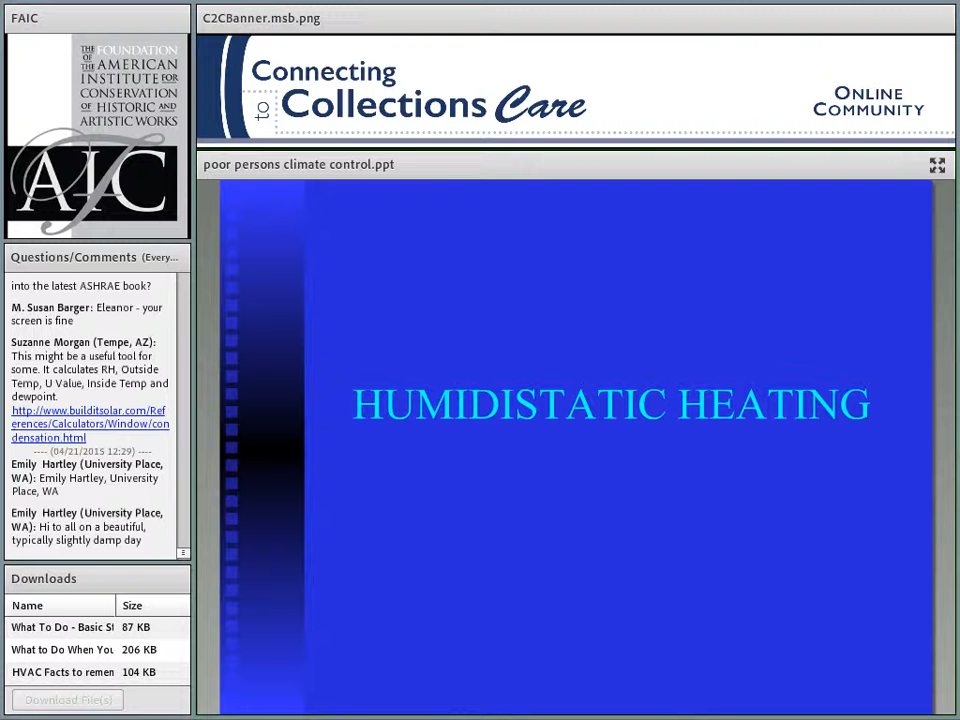 FAIC
THE FOUNDATION
OF THE AMERICAN
INSTITUTE FOR
CONSERVATION
OF HISTORIC AND
ARTISTIC WORKS
AIC
Questions/Comments (Every...
into the latest ASHRAE book?
M. Susan Barger: Eleanor - your
screen is fine
Suzanne Morgan (Tempe, AZ):
This might be a useful tool for
some. It calculates RH, Outside
Temp, U Value, Inside Temp and
dewpoint.
http://www.builditsolar.com/Ref
erences/Calculators/Window/con
densation.html
---- (04/21/2015 12:29) ----
Emily Hartley (University Place,
WA): Emily Hartley, University
Place, WA
Emily Hartley (University Place,
WA): Hi to all on a beautiful,
typically slightly damp day
Downloads
Name Size
What To Do - Basic St 87 KB
What to Do When You 206 KB
HVAC Facts to remen 104 KB
Download File(s)
C2CBanner.msb.png
Connecting
to Collections Care
ONLINE
COMMUNITY
poor persons climate control.ppt
HUMIDISTATIC HEATING